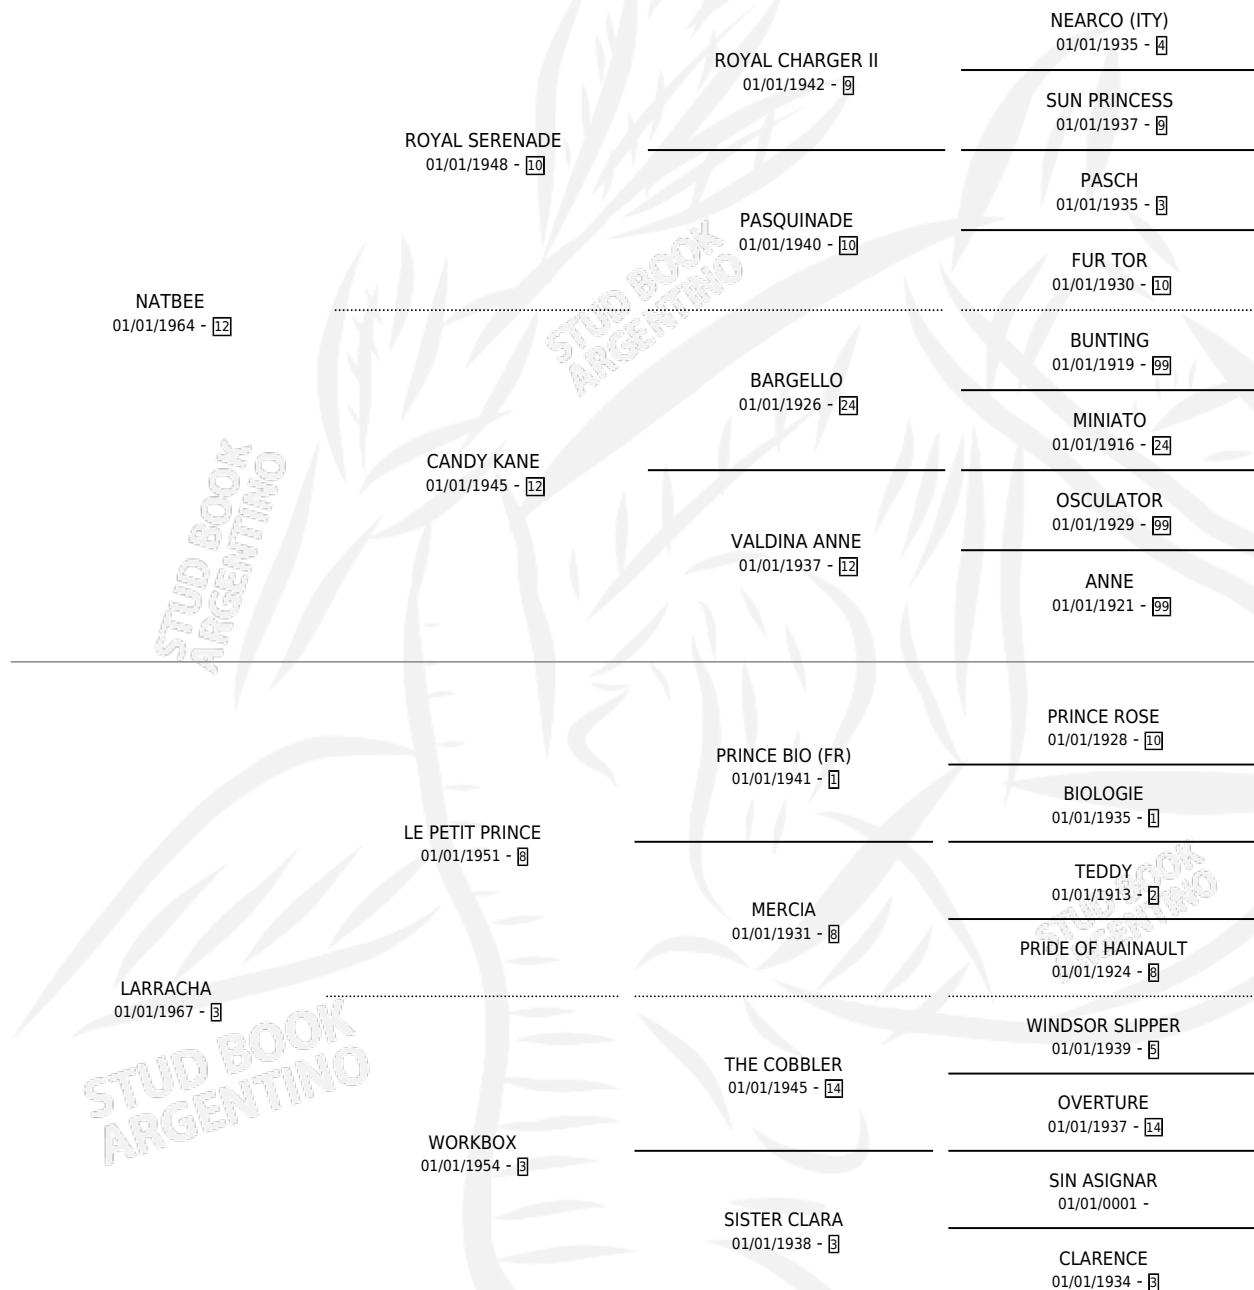 NEARCO (ITY)
01/01/1935 - 4
ROYAL CHARGER II
01/01/1942 - 9
SUN PRINCESS
01/01/1937 - 9
ROYAL SERENADE
01/01/1948 - 10
PASCH
01/01/1935 - 3
PASQUINADE
01/01/1940 - 10
FUR TOR
01/01/1930 - 10
NATBEE
01/01/1964 - 12
BUNTING
01/01/1919 - 99
BARGELLO
01/01/1926 - 24
MINIATO
01/01/1916 - 24
CANDY KANE
01/01/1945 - 12
OSCULATOR
01/01/1929 - 99
VALDINA ANNE
01/01/1937 - 12
ANNE
01/01/1921 - 99
STUD BOOK
ARGENTINO
STUD BOOK
ARGENTINO
PRINCE ROSE
01/01/1928 - 10
PRINCE BIO (FR)
01/01/1941 - 1
BIOLOGIE
01/01/1935 - 1
LE PETIT PRINCE
01/01/1951 - 8
TEDDY
01/01/1913 - 2
MERCIA
01/01/1931 - 8
PRIDE OF HAINAULT
01/01/1924 - 8
STUD BOOK
ARGENTINO
LARRACHA
01/01/1967 - 3
WINDSOR SLIPPER
01/01/1939 - 5
THE COBBLER
01/01/1945 - 14
OVERTURE
01/01/1937 - 14
STUD BOOK
ARGENTINO
WORKBOX
01/01/1954 - 3
SIN ASIGNAR
01/01/0001 -
SISTER CLARA
01/01/1938 - 3
CLARENCE
01/01/1934 - 3